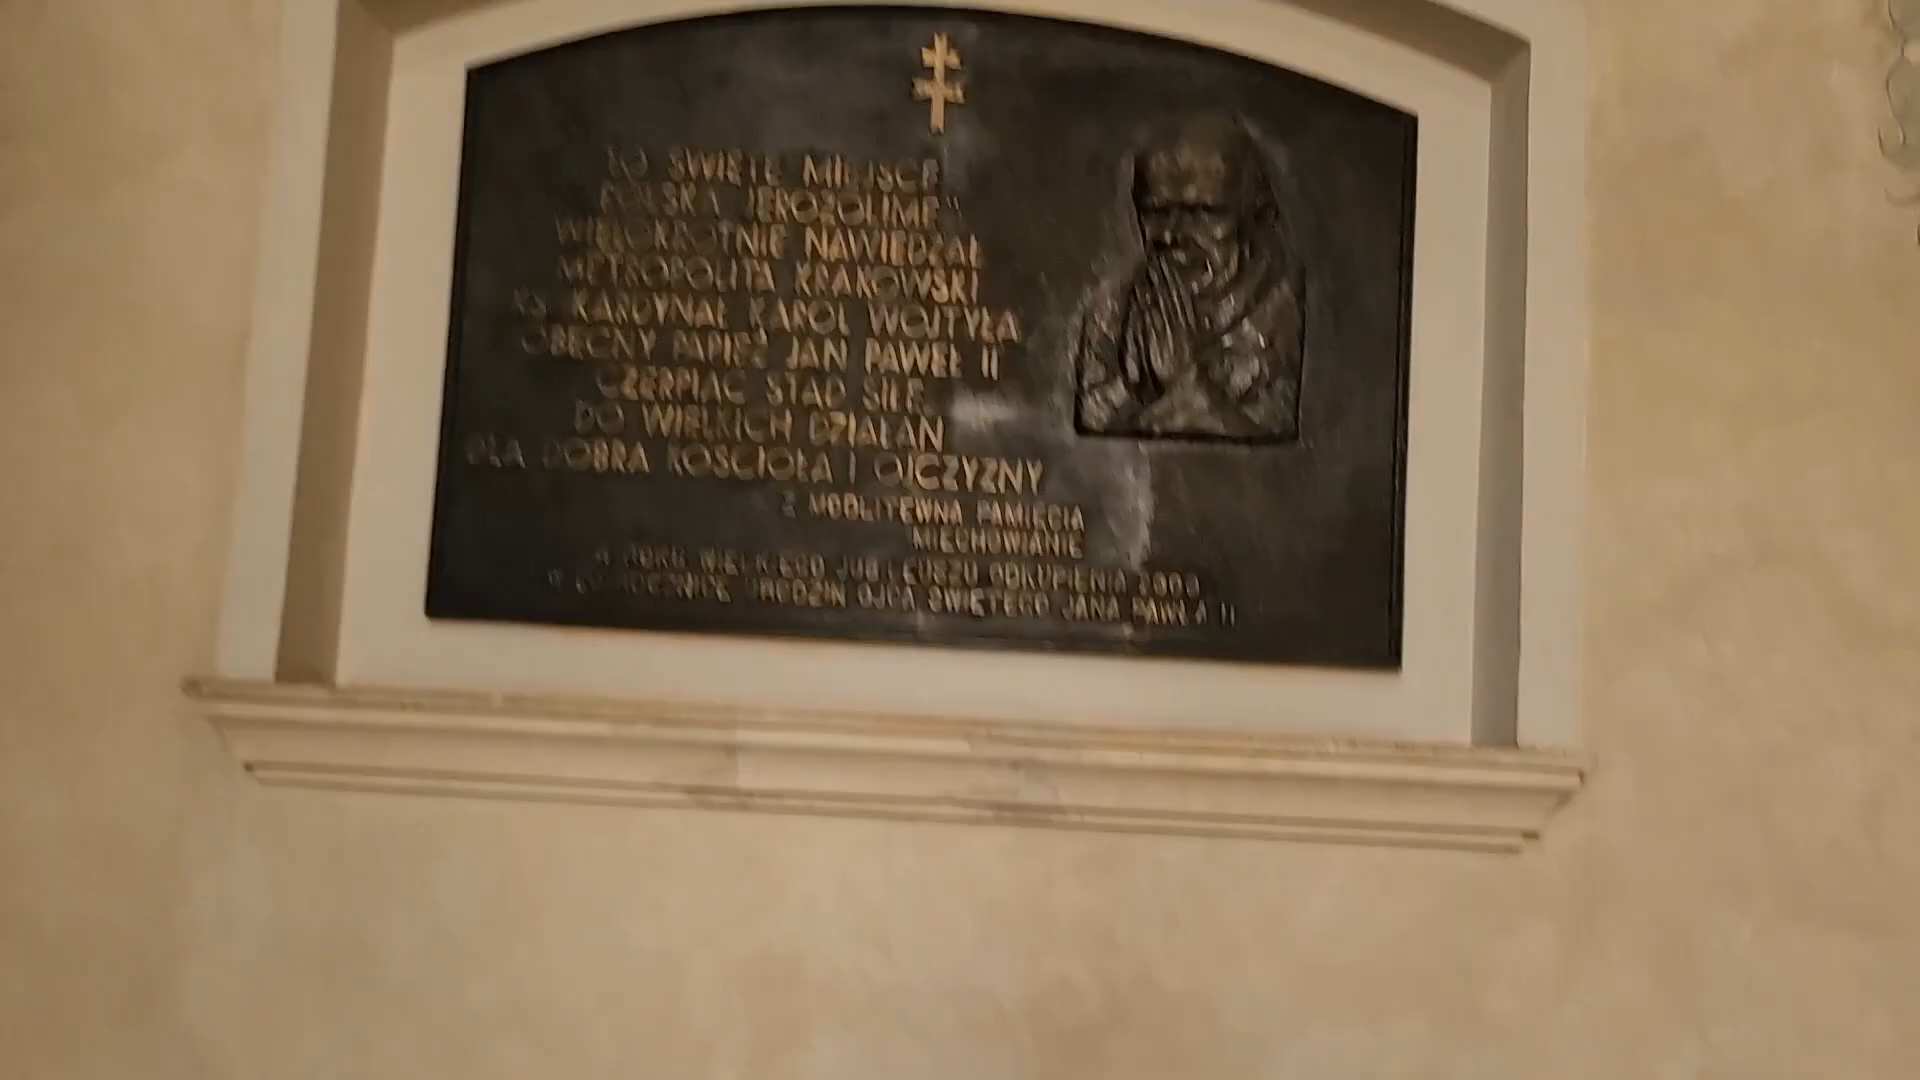 TO ŚWIĘTE MIEJSCE
POLSKĄ JEROZOLIMĘ"
WIELOKROTNIE NAWIEDZAŁ
METROPOLITA KRAKOWSKI
KS. KARDYNAŁ KAROL WOJTYŁA
OBECNY PAPIEŻ JAN PAWEŁ II
CZERPIĄC STĄD SIŁĘ
DO WIELKICH DZIAŁAŃ
DLA DOBRA KOŚCIOŁA I OJCZYZNY
Z MODLITEWNĄ PAMIĘCIĄ
MIECHOWIANIE
W ROKU WIELKIEGO JUBILEUSZU ODKUPIENIA 2000
W URODZIN OJCA ŚWIĘTEGO JANA PAWŁA II